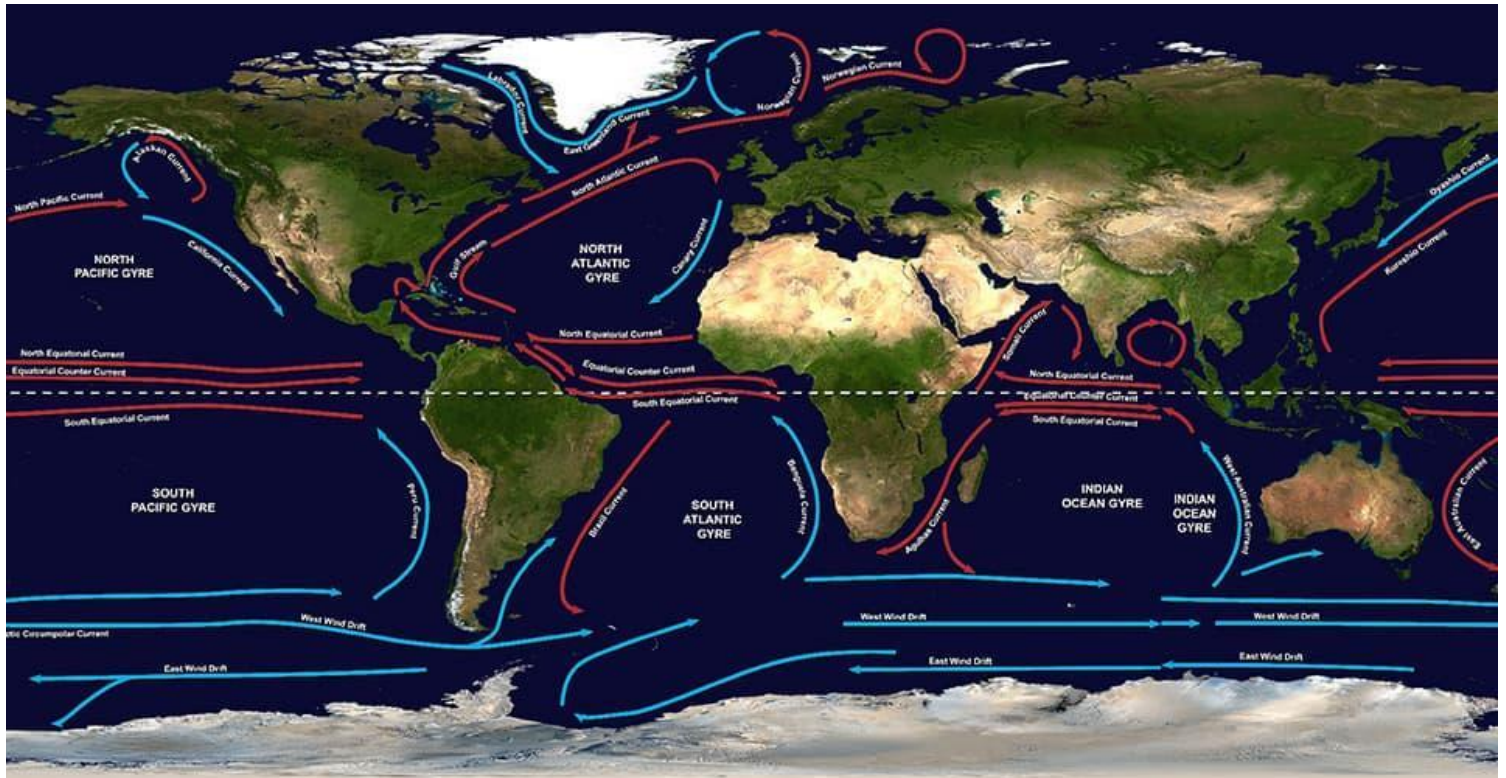 Labrador Current
East Greenland Current
Norwegian Current
Norwegian Current
Alaskan Current
North Pacific Current
California Current
NORTH
PACIFIC GYRE
North Atlantic Current
Gulf Stream
NORTH
ATLANTIC
GYRE
Canary Current
Oyashio Current
Kuroshio Current
North Equatorial Current
Equatorial Counter Current
South Equatorial Current
North Equatorial Current
Equatorial Counter Current
South Equatorial Current
Somali Current
North Equatorial Current
Equatorial Counter Current
South Equatorial Current
SOUTH
PACIFIC GYRE
Peru Current
Brazil Current
SOUTH
ATLANTIC
GYRE
Benguela Current
Agulhas Current
INDIAN
OCEAN GYRE
INDIAN
OCEAN
GYRE
West Australian Current
East Australian Current
West Wind Drift
West Wind Drift
West Wind Drift
ctic Circumpolar Current
East Wind Drift
East Wind Drift
East Wind Drift